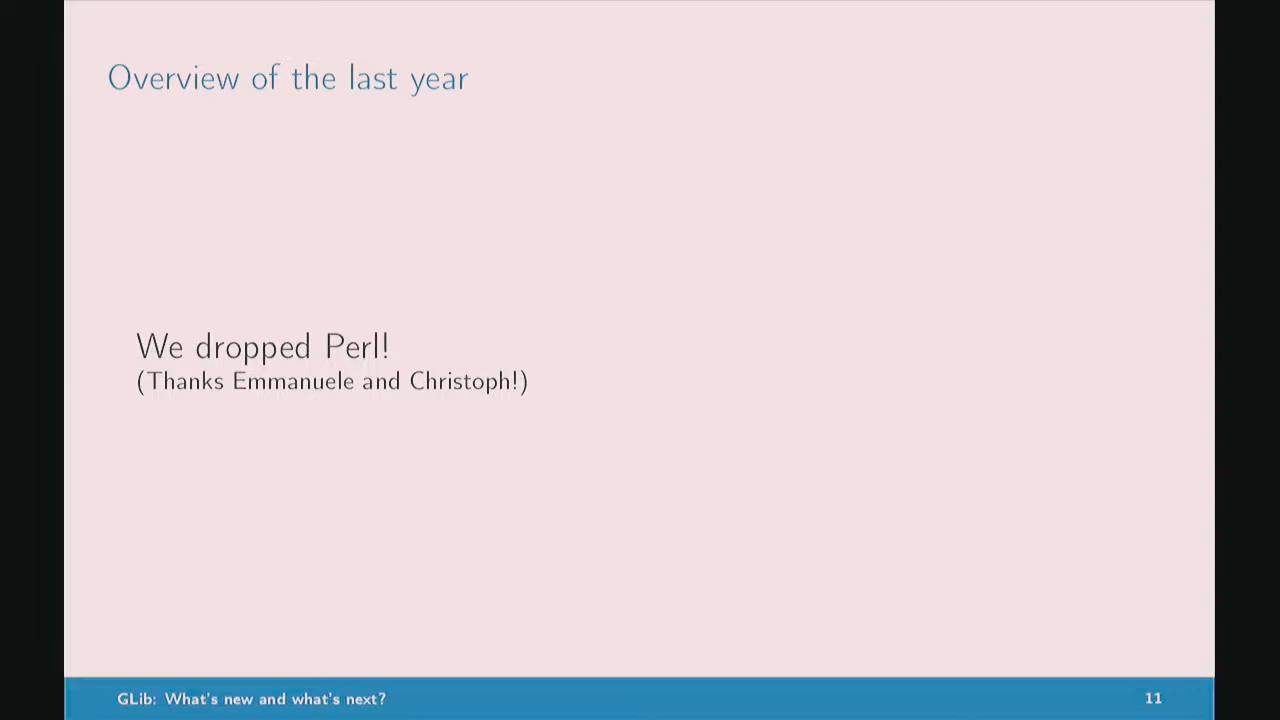 Overview of the last year
We dropped Perl!
(Thanks Emmanuele and Christoph!)
GLib: What's new and what's next?
11